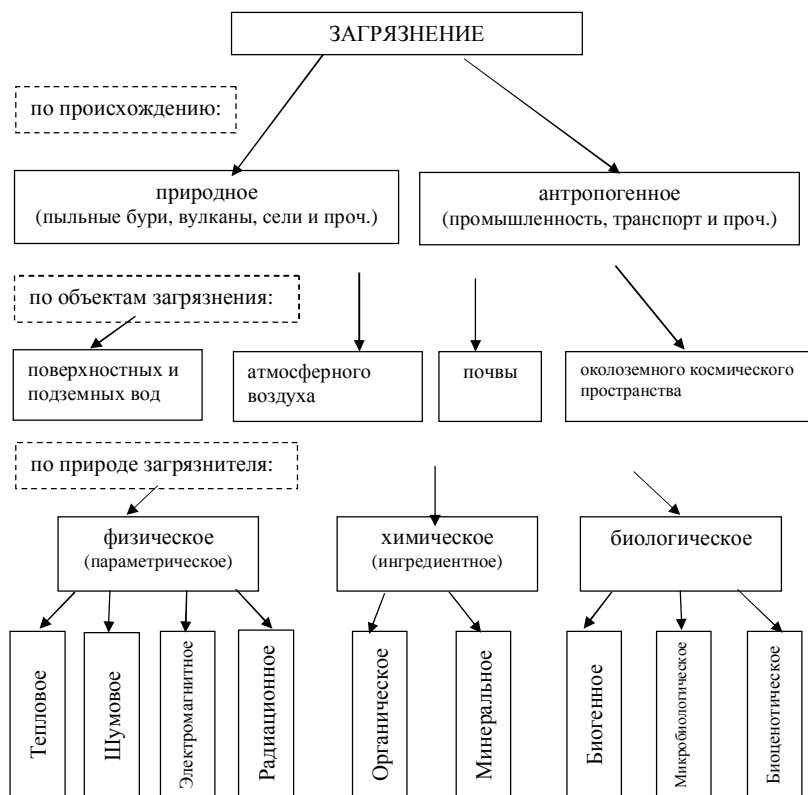 ЗАГРЯЗНЕНИЕ
по происхождению:
природное
(пыльные бури, вулканы, сели и проч.)
антропогенное
(промышленность, транспорт и проч.)
по объектам загрязнения:
поверхностных и
подземных вод
атмосферного
воздуха
почвы
околоземного космического
пространства
по природе загрязнителя:
физическое
(параметрическое)
химическое
(ингредиентное)
биологическое
Тепловое
Шумовое
Электромагнитное
Радиационное
Органическое
Минеральное
Биогенное
Микробиологическое
Биоценотическое